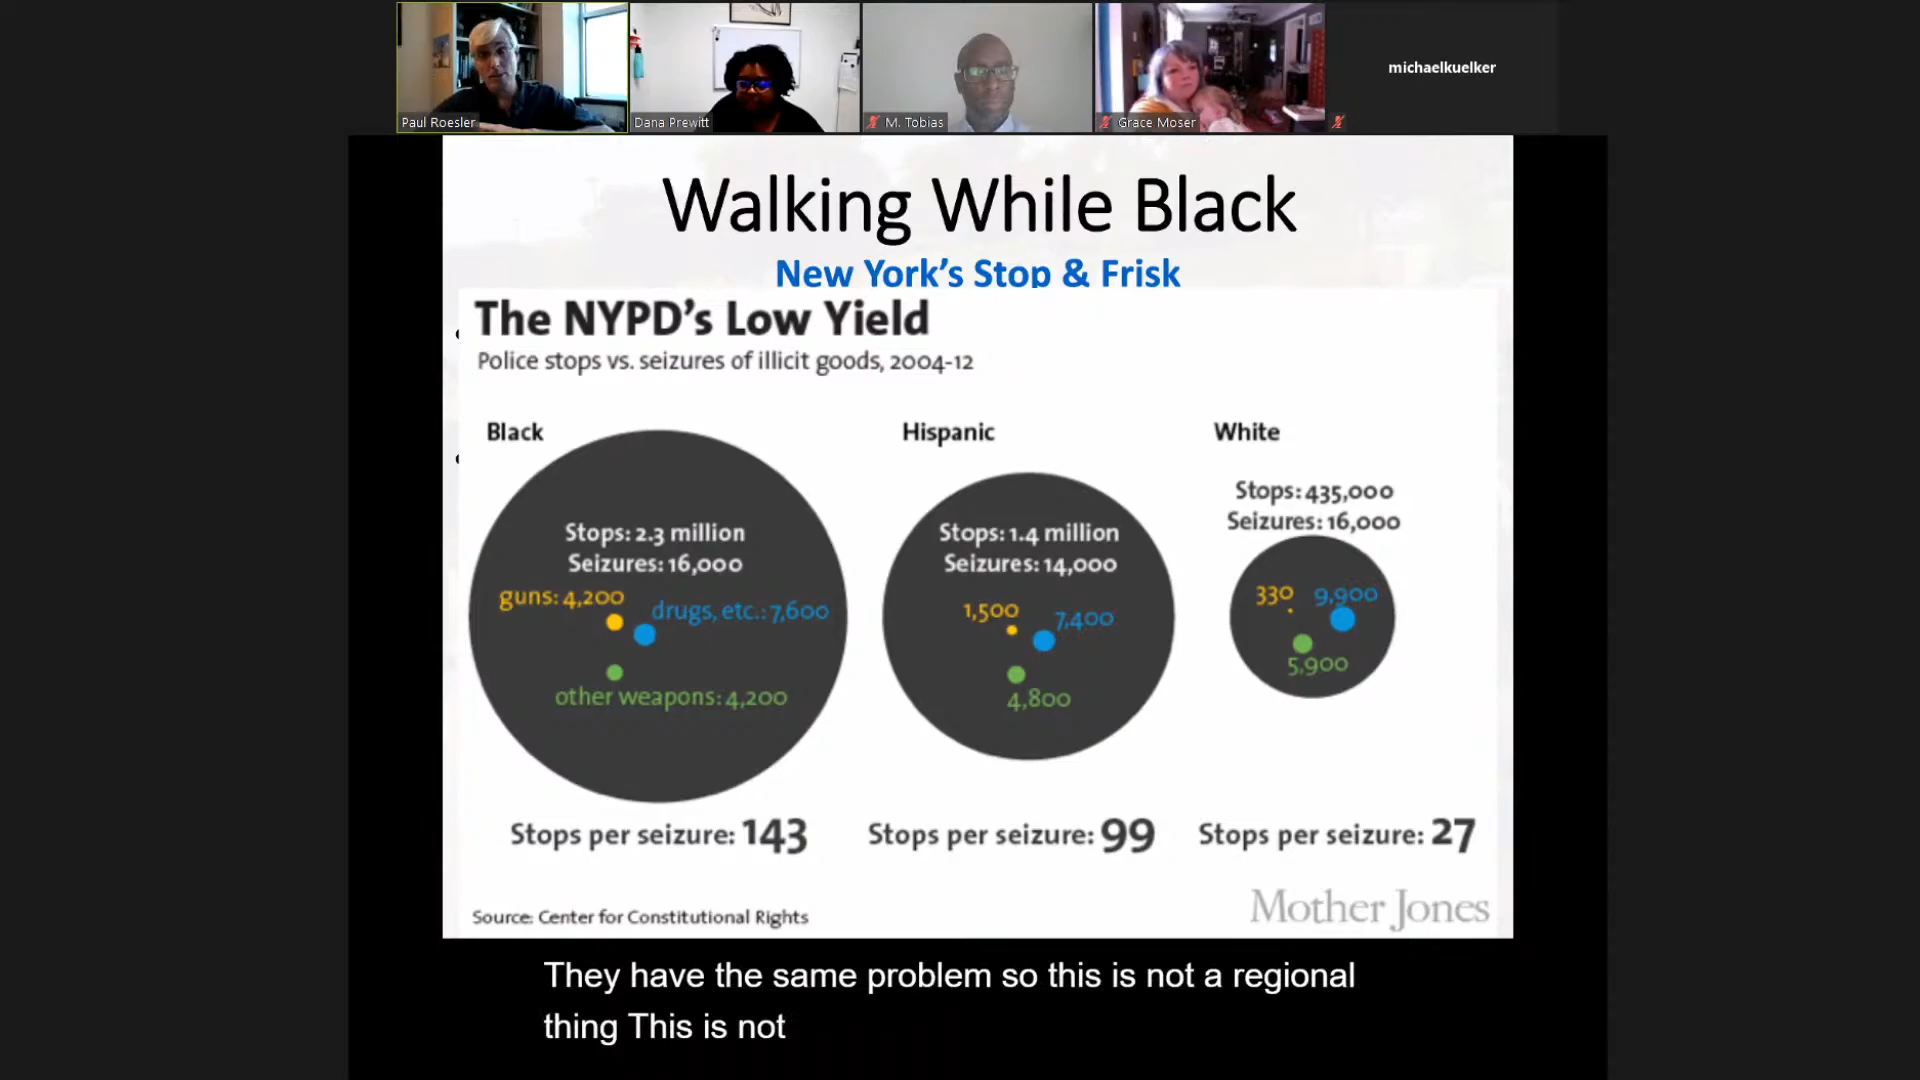 Paul Roesler
Dana Prewitt
M. Tobias
Grace Moser
michaelkuelker
Walking While Black
New York's Stop & Frisk
The NYPD's Low Yield
Police stops vs. seizures of illicit goods, 2004-12
Black
Stops: 2.3 million
Seizures: 16,000
guns: 4,200
drugs, etc.: 7,600
other weapons: 4,200
Stops per seizure: 143
Hispanic
Stops: 1.4 million
Seizures: 14,000
1,500
7,400
4,800
Stops per seizure: 99
White
Stops: 435,000
Seizures: 16,000
330
9,900
5,900
Stops per seizure: 27
Source: Center for Constitutional Rights
Mother Jones
They have the same problem so this is not a regional
thing This is not